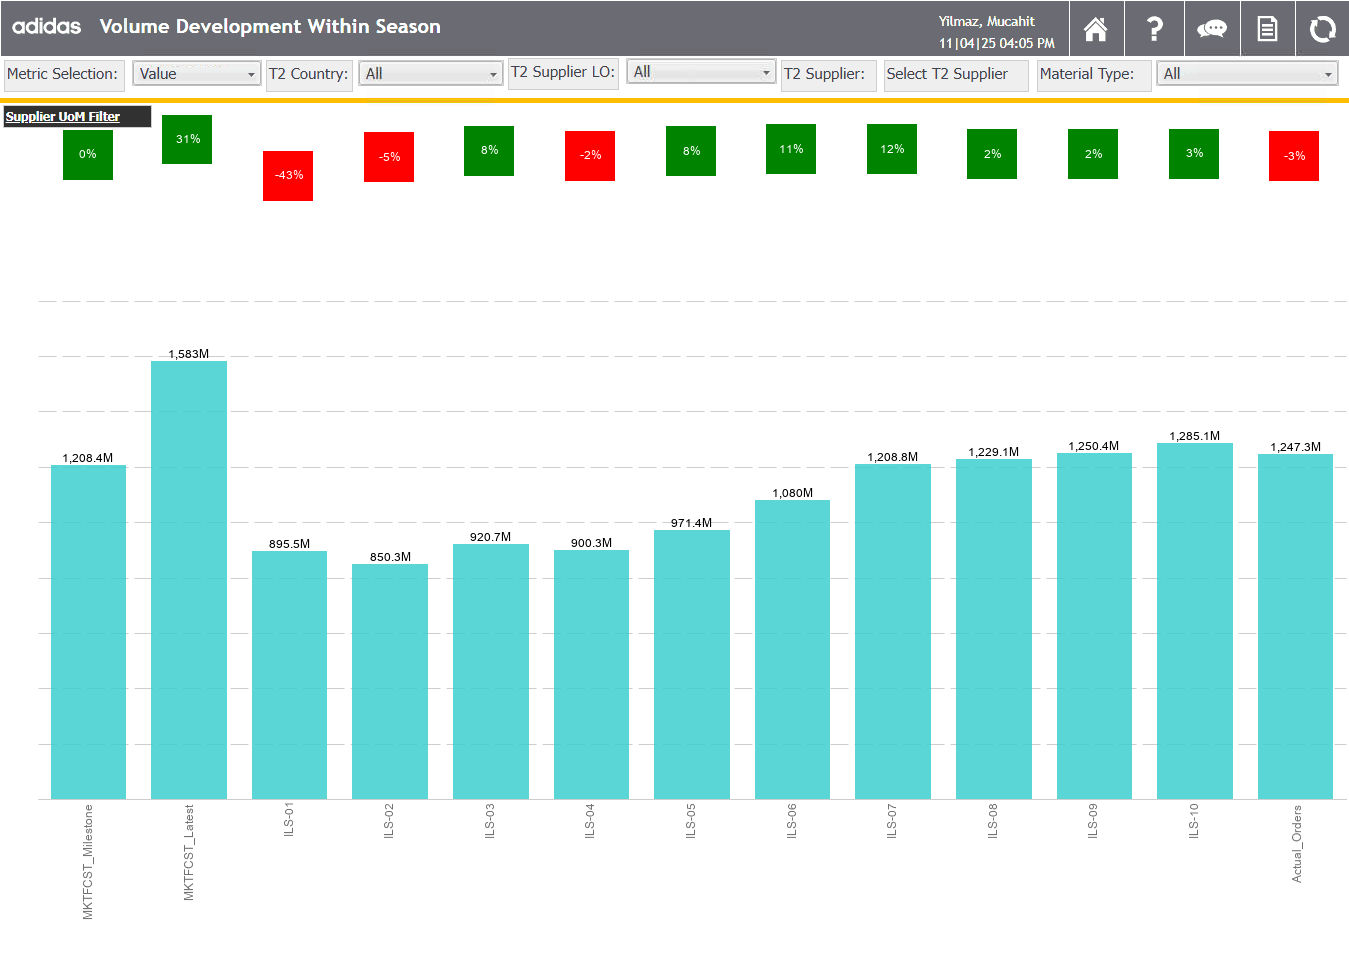 adidas Volume Development Within Season
Yilmaz, Mucahit
11|04|25 04:05 PM
?
Metric Selection: Value T2 Country: All T2 Supplier LO: All T2 Supplier: Select T2 Supplier Material Type: All
Supplier UoM Filter
0% 31% -43% -5% 8% -2% 8% 11% 12% 2% 2% 3% -3%
1,208.4M 1,583M 895.5M 850.3M 920.7M 900.3M 971.4M 1,080M 1,208.8M 1,229.1M 1,250.4M 1,285.1M 1,247.3M
MKTFCST_Milestone
MKTFCST_Latest
ILS-01
ILS-02
ILS-03
ILS-04
ILS-05
ILS-06
ILS-07
ILS-08
ILS-09
ILS-10
Actual_Orders